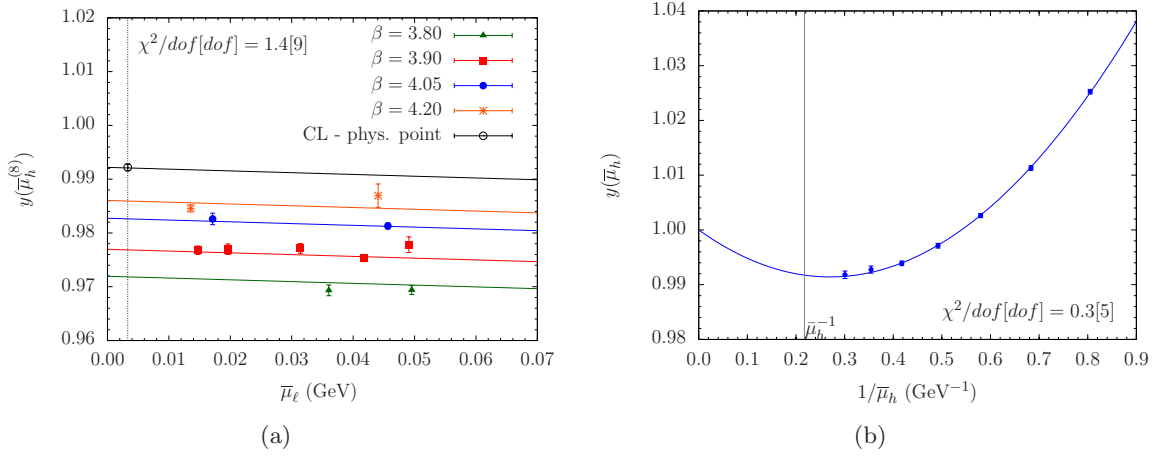 1.02
1.01
1.00
0.99
0.98
0.97
0.96
0.00
0.01
0.02
0.03
0.04
0.05
0.06
0.07
y(μ̅_h^(8))
μ̅_ℓ (GeV)
χ²/dof[dof] = 1.4[9]
β = 3.80
β = 3.90
β = 4.05
β = 4.20
CL - phys. point
(a)
1.04
1.03
1.02
1.01
1.00
0.99
0.98
0.0
0.1
0.2
0.3
0.4
0.5
0.6
0.7
0.8
0.9
y(μ̅_h)
1/μ̅_h (GeV⁻¹)
μ̅_b⁻¹
χ²/dof[dof] = 0.3[5]
(b)